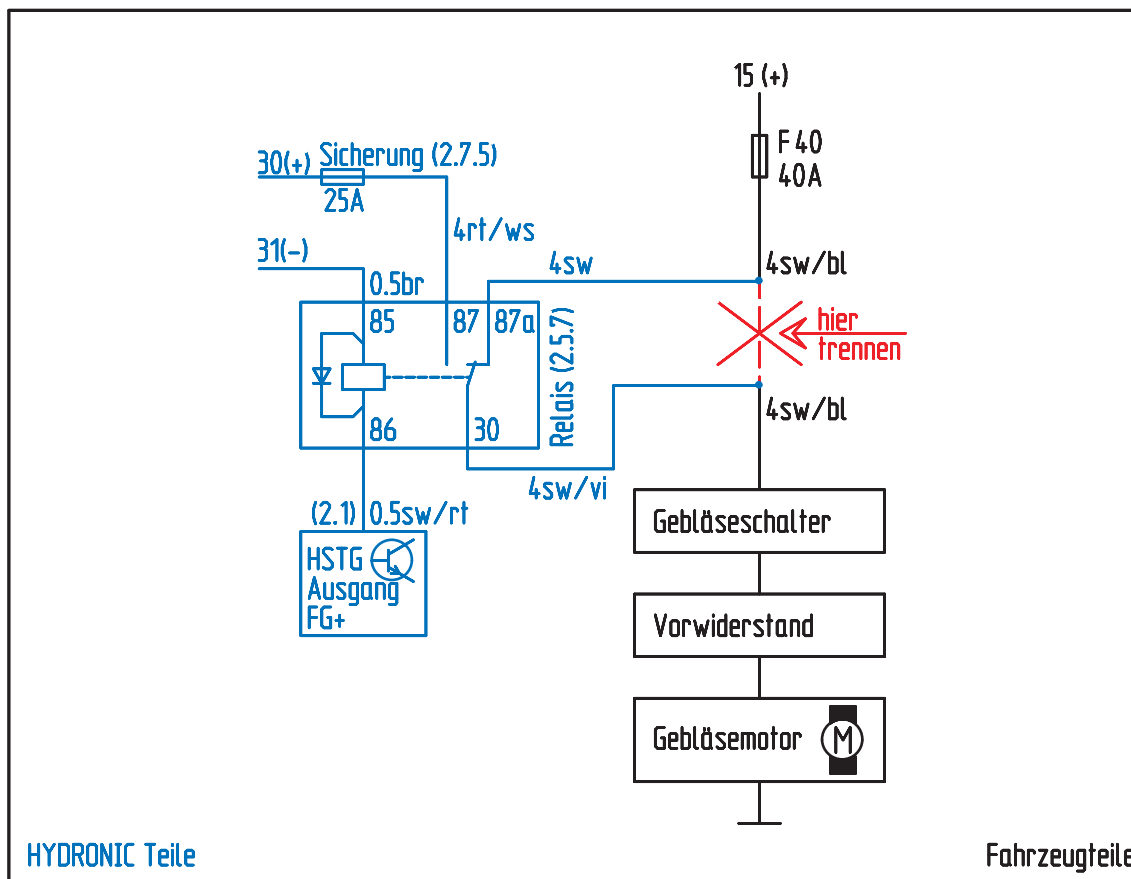 15 (+)
F 40
40A
30(+)
Sicherung (2.7.5)
25A
4rt/ws
31(-)
0.5br
4sw
4sw/bl
85
87
87a
Relais (2.5.7)
hier
trennen
86
30
4sw/bl
4sw/vi
(2.1)
0.5sw/rt
HSTG
Ausgang
FG+
Gebläseschalter
Vorwiderstand
Gebläsemotor
M
HYDRONIC Teile
Fahrzeugteile